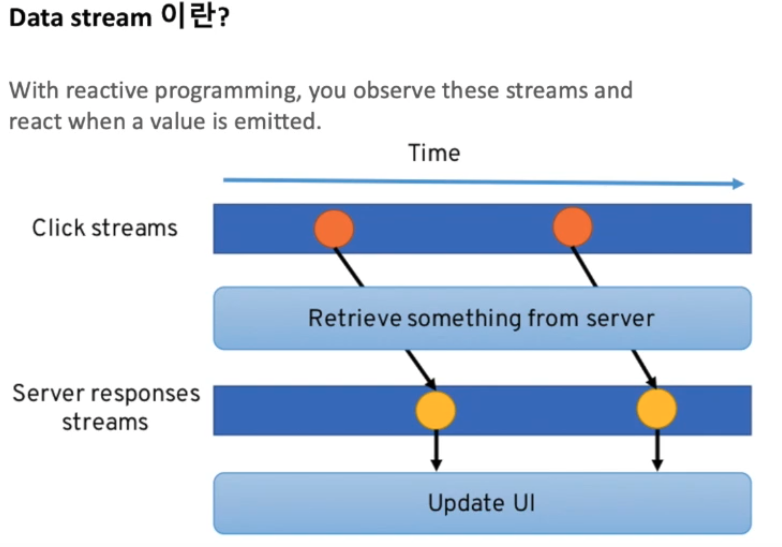 Data stream 이란?
With reactive programming, you observe these streams and
react when a value is emitted.
Time
Click streams
Retrieve something from server
Server responses
streams
Update UI